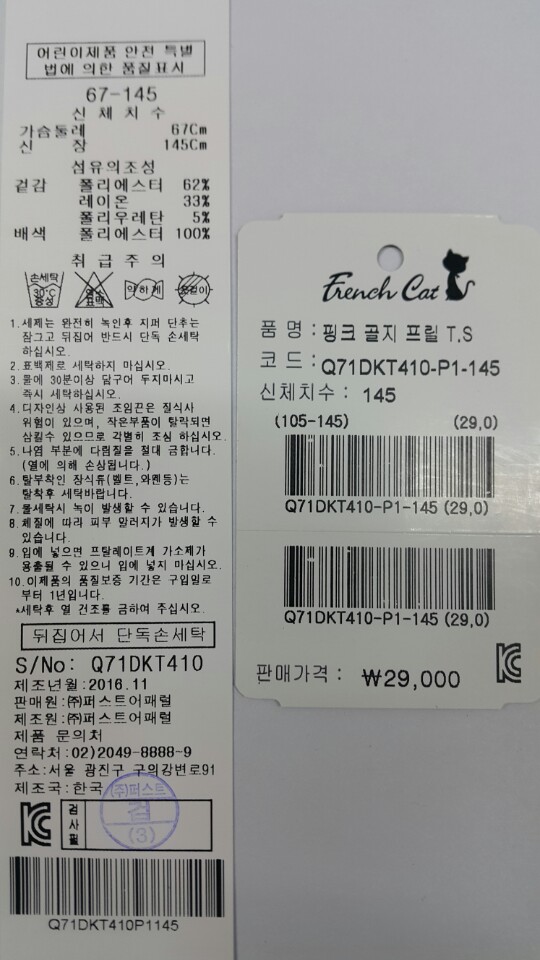 어린이제품 안전 특별
법에 의한 품질표시
67-145
신 체 치 수
가슴둘레 67Cm
신 장 145Cm
섬유의조성
겉감 폴리에스터 62%
레이온 33%
폴리우레탄 5%
배색 폴리에스터 100%
취 급 주 의
손세탁
30°C
중성
염소
표백
약하게
드라이
1.세제는 완전히 녹인후 지퍼 단추는
잠그고 뒤집어 반드시 단독 손세탁
하십시오.
2.표백제로 세탁하지 마십시오.
3.물에 30분이상 담구어 두지마시고
즉시 세탁하십시오.
4.디자인상 사용된 조임끈은 질식사
위험이 있으며, 작은부품이 탈락되면
삼킬수 있으므로 각별히 조심 하십시오.
5.나염 부분에 다림질을 절대 금합니다.
(열에 의해 손상됩니다.)
6.탈부착인 장식류(벨트,와펜등)는
탈착후 세탁바랍니다.
7.물세탁시 녹이 발생할 수 있습니다.
8.체질에 따라 피부 알러지가 발생할 수
있습니다.
9.입에 넣으면 프탈레이트계 가소제가
용출될 수 있으니 입에 넣지 마십시오.
10.이제품의 품질보증 기간은 구입일로
부터 1년입니다.
*세탁후 열 건조를 금하여 주십시오.
뒤집어서 단독손세탁
S/No: Q71DKT410
제조년월:2016.11
판매원:㈜퍼스트어패럴
제조원:㈜퍼스트어패럴
제품 문의처
연락처:02)2049-8888~9
주소:서울 광진구 구의강변로91
제조국:한국
(주)퍼스트
검
(3)
검사필
Q71DKT410P1145
French Cat
품 명:핑크 골지 프릴 T.S
코 드:Q71DKT410-P1-145
신체치수: 145
(105-145) (29,0)
Q71DKT410-P1-145 (29,0)
Q71DKT410-P1-145 (29,0)
판매가격: ₩29,000